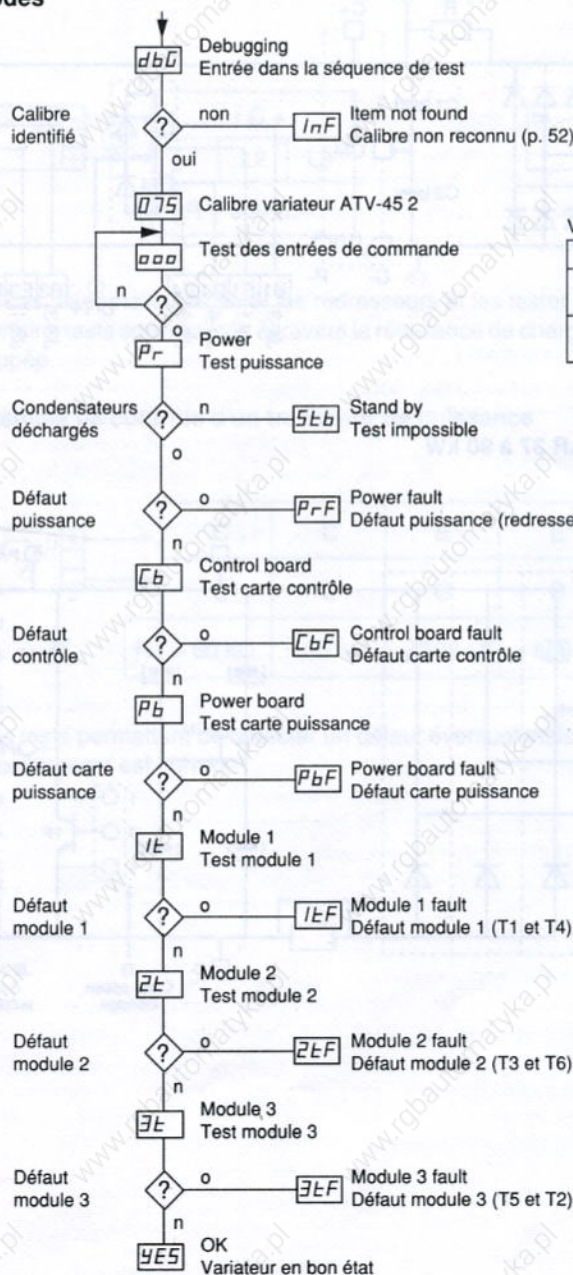 dbG
Debugging
Entrée dans la séquence de test
Calibre
identifié
?
non
InF
Item not found
Calibre non reconnu (p. 52)
oui
075
Calibre variateur ATV-45 2
ooo
Test des entrées de commande
n
?
o
Pr
Power
Test puissance
Condensateurs
déchargés
?
n
Stb
Stand by
Test impossible
o
Défaut
puissance
?
o
PrF
Power fault
Défaut puissance (redresse
n
Cb
Control board
Test carte contrôle
Défaut
contrôle
?
o
CbF
Control board fault
Défaut carte contrôle
n
Pb
Power board
Test carte puissance
Défaut carte
puissance
?
o
PbF
Power board fault
Défaut carte puissance
n
1t
Module 1
Test module 1
Défaut
module 1
?
o
1tF
Module 1 fault
Défaut module 1 (T1 et T4)
n
2t
Module 2
Test module 2
Défaut
module 2
?
o
2tF
Module 2 fault
Défaut module 2 (T3 et T6)
n
3t
Module 3
Test module 3
Défaut
module 3
?
o
3tF
Module 3 fault
Défaut module 3 (T5 et T2)
n
YES
OK
Variateur en bon état
www.rgbautomatyka.pl